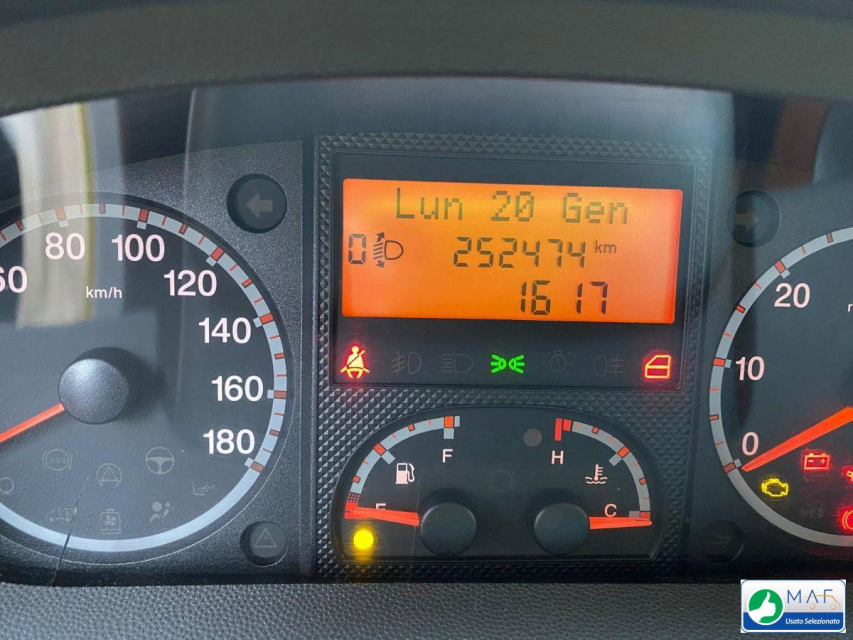 Lun 20 Gen
0 252474 km
16 17
60 80 100 120 140 160 180
km/h
20 10 0
F H
E C
MAF
Usato Selezionato